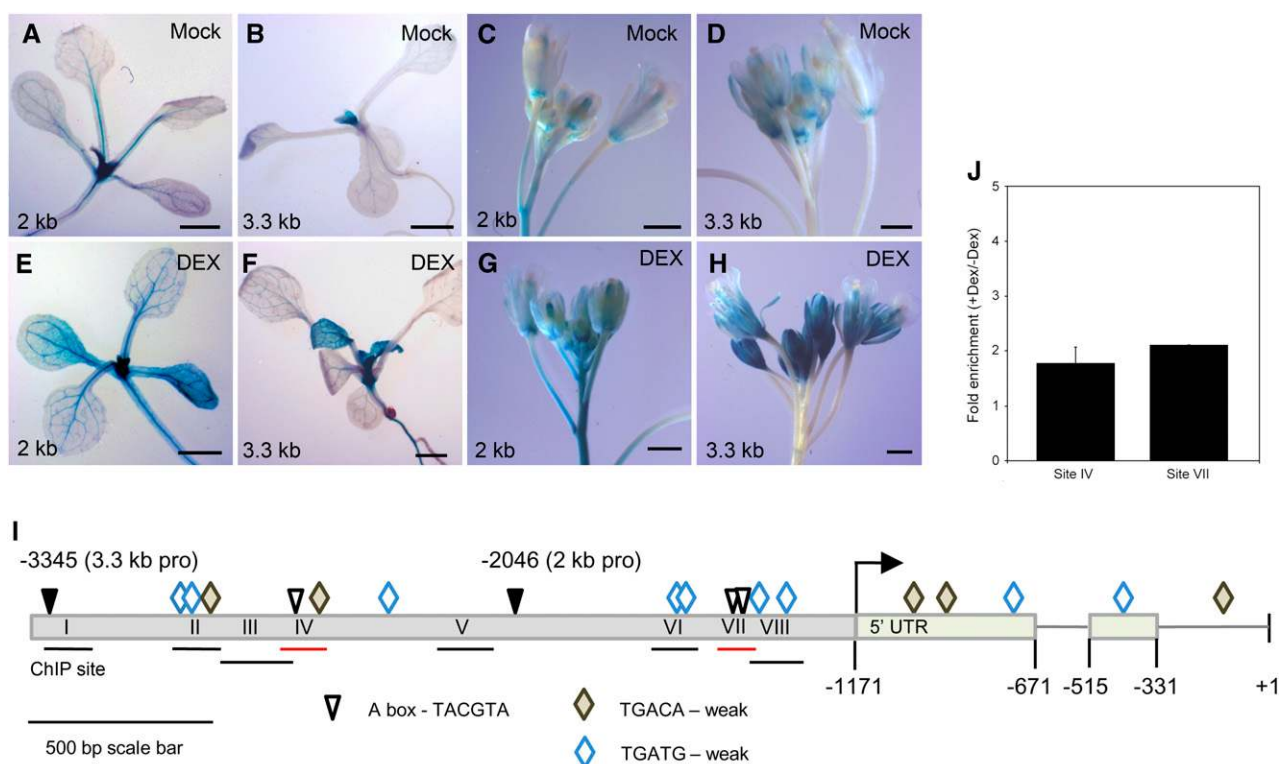 A Mock
2 kb
B Mock
3.3 kb
C Mock
2 kb
D Mock
3.3 kb
E DEX
2 kb
F DEX
3.3 kb
G DEX
2 kb
H DEX
3.3 kb
J
Fold enrichment (+Dex/-Dex)
5
4
3
2
1
0
Site IV Site VII
I
-3345 (3.3 kb pro) -2046 (2 kb pro)
I II III IV V VI VII VIII 5' UTR
ChIP site
-1171 -671 -515 -331 +1
A box - TACGTA TGACA – weak
500 bp scale bar TGATG – weak